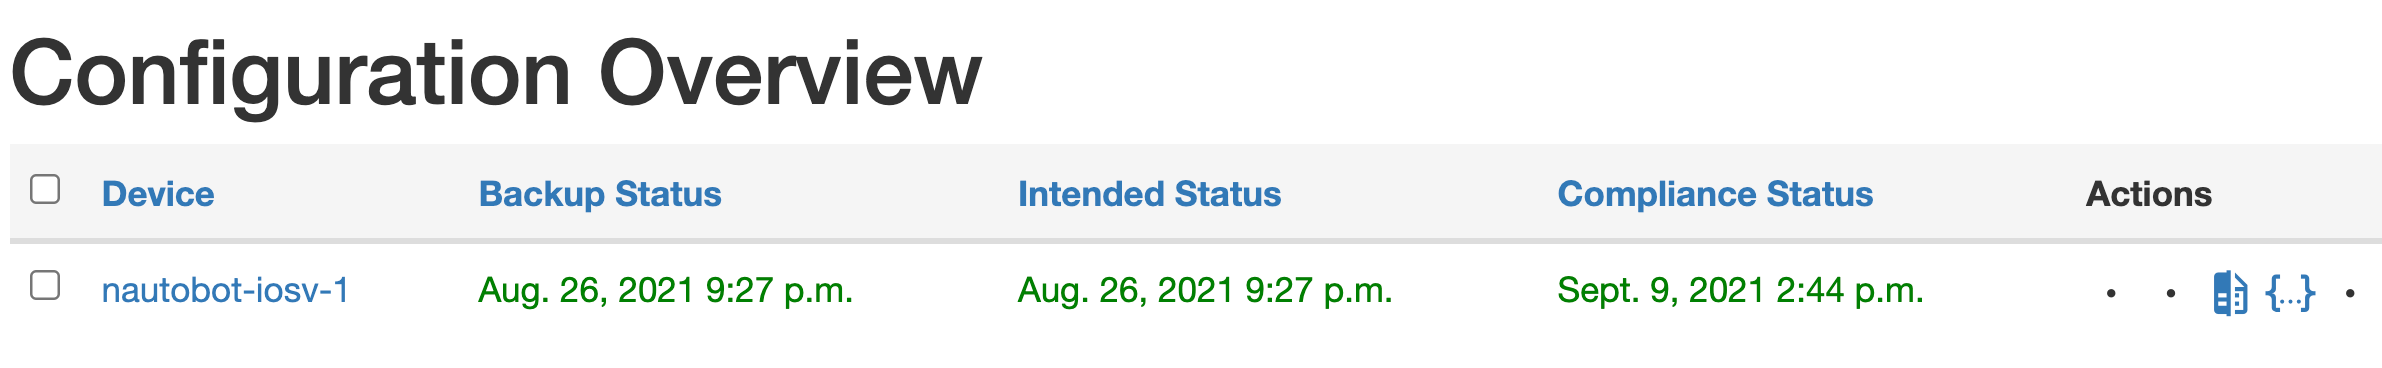 Configuration Overview
Device Backup Status Intended Status Compliance Status Actions
nautobot-iosv-1 Aug. 26, 2021 9:27 p.m. Aug. 26, 2021 9:27 p.m. Sept. 9, 2021 2:44 p.m. • • {...} •